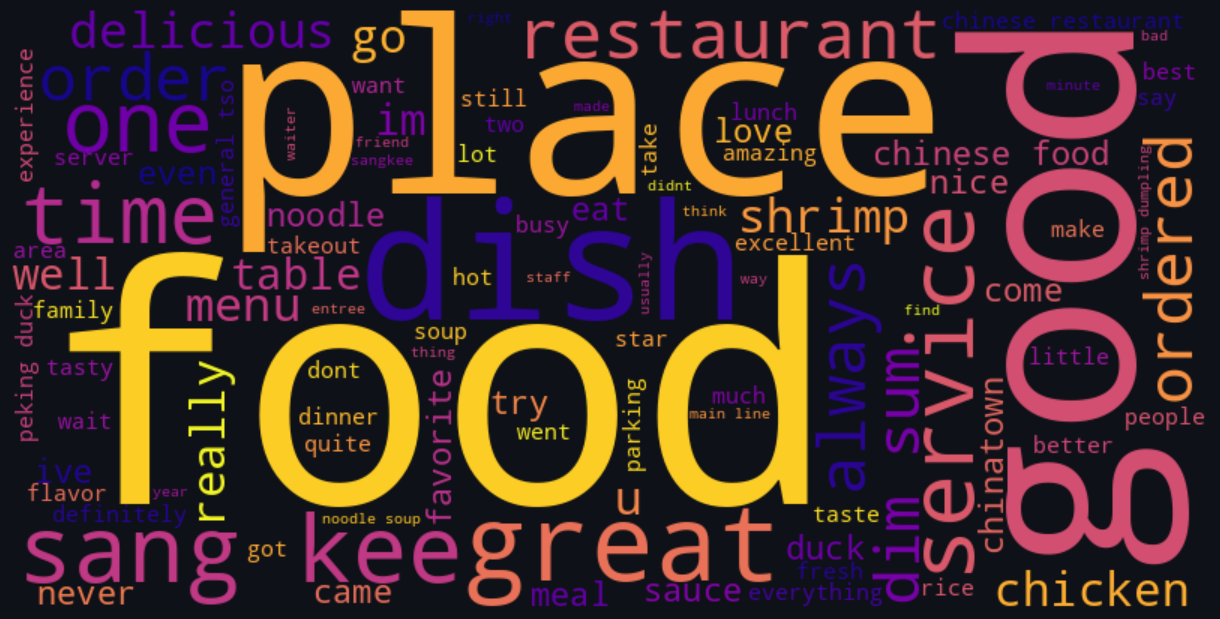 delicious
go
right
restaurant
chinese restaurant
bad
order
place
good
minute
best
say
experience
one
general tso
waiter
want
im
friend
sangkee
still
two
made
lot
take
lunch
love
amazing
didnt
chinese food
nice
server
even
time
noodle
takeout
area
well
table
menu
family
entree
dish
busy
eat
think
shrimp
excellent
hot
staff
usually
way
service
come
make
shrimp dumpling
ordered
find
little
people
better
peking duck
tasty
wait
food
really
dont
dinner
quite
soup
thing
favorite
try
went
star
parking
much
main line
always
dim sum.
chinatown
ive
flavor
year
definitely
noodle soup
u
taste
sang
kee
great
got
never
came
meal
duck
fresh
sauce
everything
rice
chicken